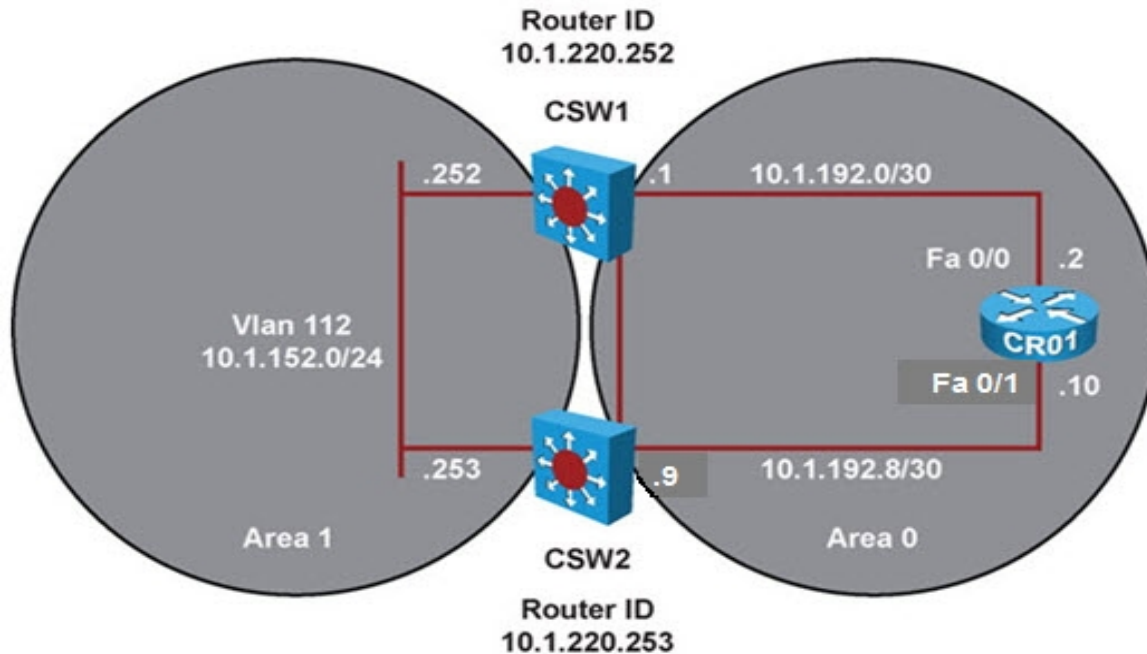 Router ID
10.1.220.252
CSW1
.252
.1
10.1.192.0/30
Fa 0/0
.2
Vlan 112
10.1.152.0/24
CR01
Fa 0/1
.10
.253
.9
10.1.192.8/30
Area 1
Area 0
CSW2
Router ID
10.1.220.253